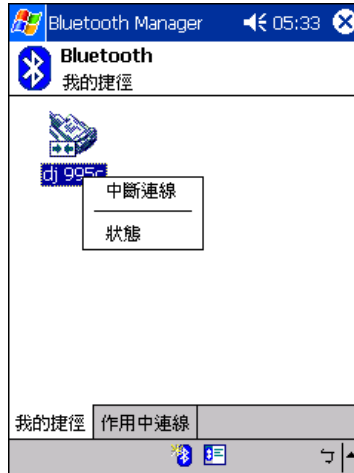 Bluetooth Manager 05:33
Bluetooth
我的捷徑
dj 995c
中斷連線
狀態
我的捷徑 作用中連線
ㄅ